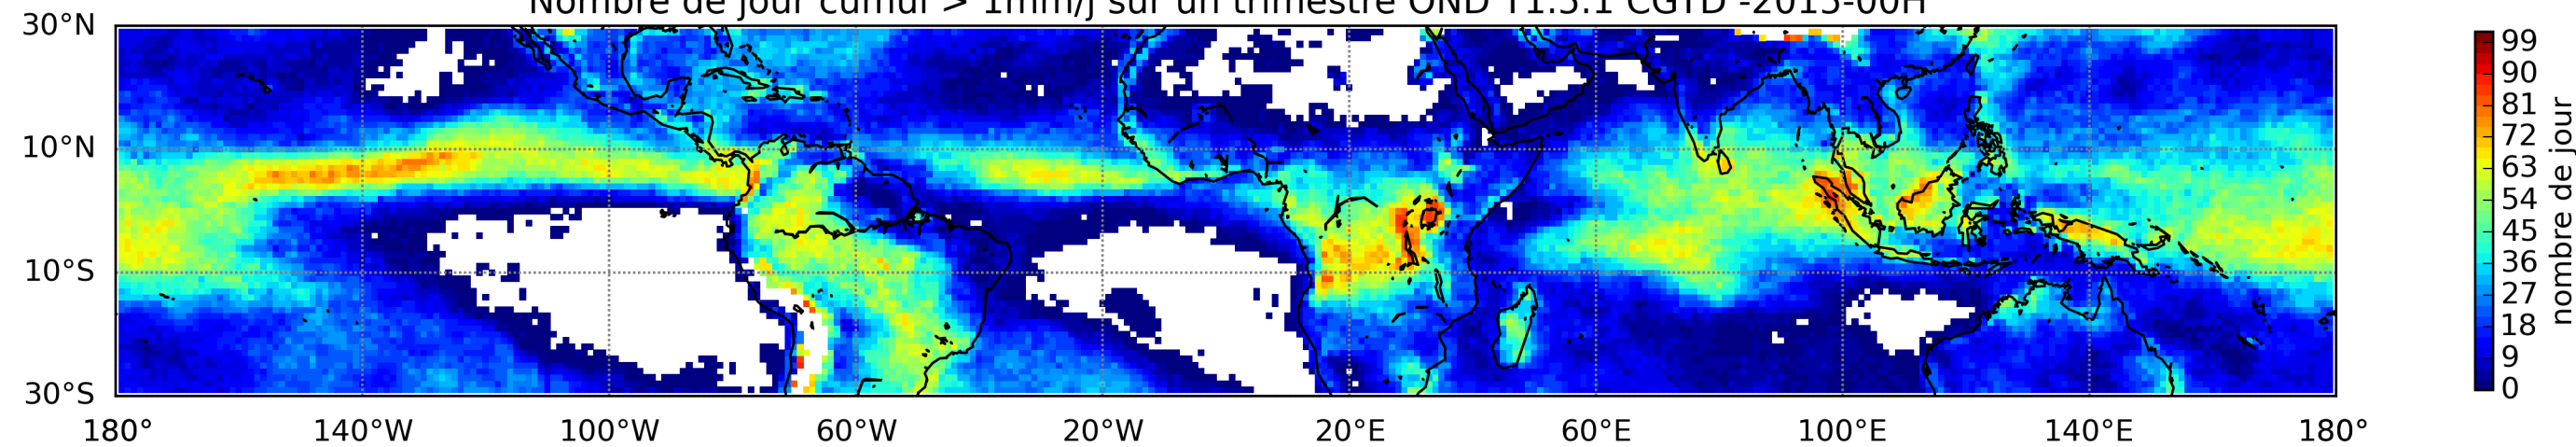 Nombre de jour cumul > 1mm/j sur un trimestre OND T1.5.1 CGTD -2015-00H
30°N
10°N
10°S
30°S
180° 140°W 100°W 60°W 20°W 20°E 60°E 100°E 140°E 180°
99
90
81
72
63
54
45
36
27
18
9
0
nombre de jour